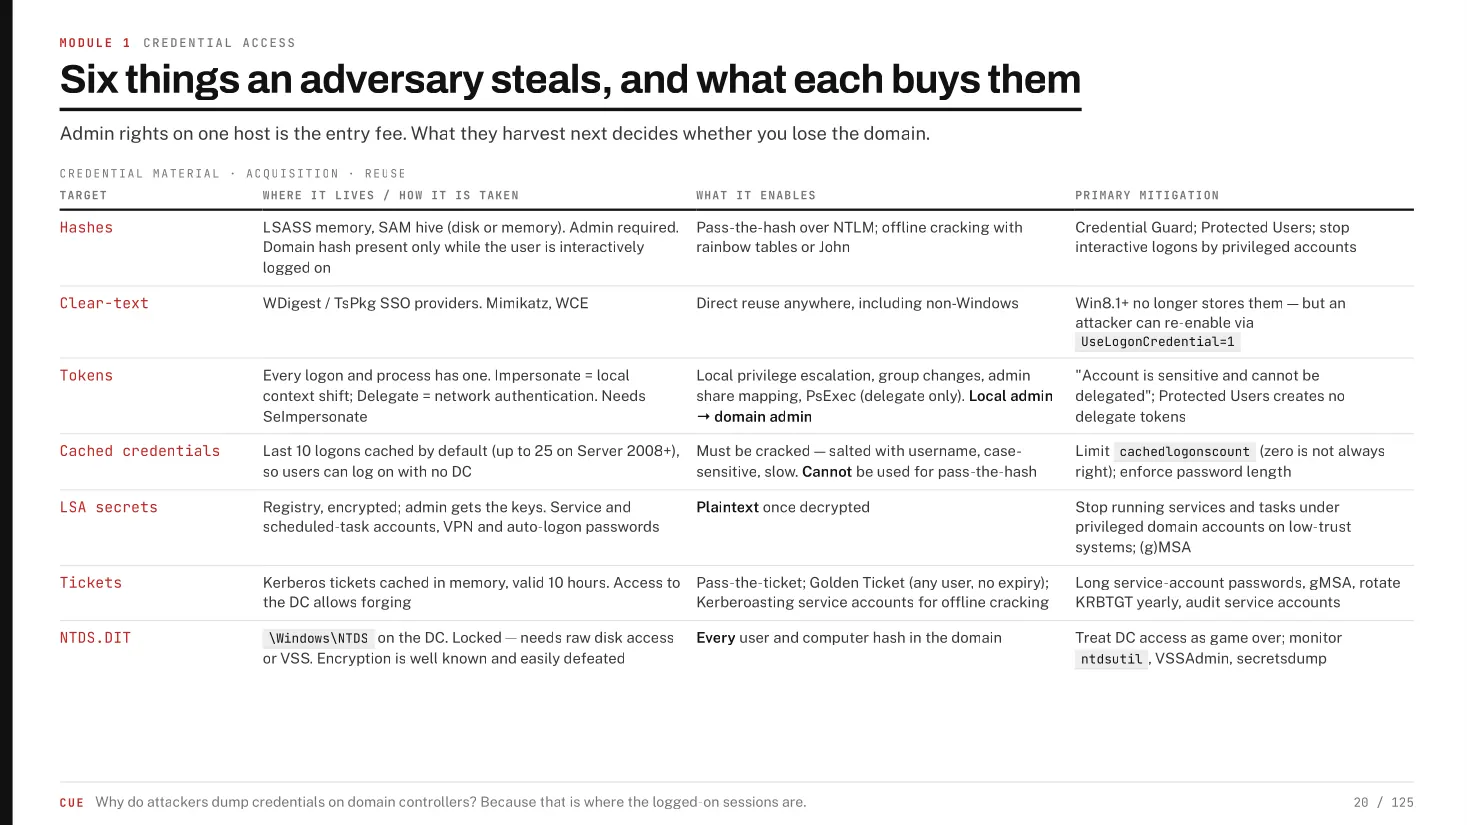 MODULE 1 CREDENTIAL ACCESS
Six things an adversary steals, and what each buys them
Admin rights on one host is the entry fee. What they harvest next decides whether you lose the domain.
CREDENTIAL MATERIAL · ACQUISITION · REUSE
TARGET WHERE IT LIVES / HOW IT IS TAKEN WHAT IT ENABLES PRIMARY MITIGATION
Hashes
LSASS memory, SAM hive (disk or memory). Admin required.
Domain hash present only while the user is interactively
logged on
Pass-the-hash over NTLM; offline cracking with
rainbow tables or John
Credential Guard; Protected Users; stop
interactive logons by privileged accounts
Clear-text
WDigest / TsPkg SSO providers. Mimikatz, WCE
Direct reuse anywhere, including non-Windows
Win8.1+ no longer stores them — but an
attacker can re-enable via
UseLogonCredential=1
Tokens
Every logon and process has one. Impersonate = local
context shift; Delegate = network authentication. Needs
SeImpersonate
Local privilege escalation, group changes, admin
share mapping, PsExec (delegate only). Local admin
→ domain admin
"Account is sensitive and cannot be
delegated"; Protected Users creates no
delegate tokens
Cached credentials
Last 10 logons cached by default (up to 25 on Server 2008+),
so users can log on with no DC
Must be cracked — salted with username, case-
sensitive, slow. Cannot be used for pass-the-hash
Limit cachedlogonscount (zero is not always
right); enforce password length
LSA secrets
Registry, encrypted; admin gets the keys. Service and
scheduled-task accounts, VPN and auto-logon passwords
Plaintext once decrypted
Stop running services and tasks under
privileged domain accounts on low-trust
systems; (g)MSA
Tickets
Kerberos tickets cached in memory, valid 10 hours. Access to
the DC allows forging
Pass-the-ticket; Golden Ticket (any user, no expiry);
Kerberoasting service accounts for offline cracking
Long service-account passwords, gMSA, rotate
KRBTGT yearly, audit service accounts
NTDS.DIT
\Windows\NTDS on the DC. Locked — needs raw disk access
or VSS. Encryption is well known and easily defeated
Every user and computer hash in the domain
Treat DC access as game over; monitor
ntdsutil, VSSAdmin, secretsdump
CUE Why do attackers dump credentials on domain controllers? Because that is where the logged-on sessions are.
20 / 125